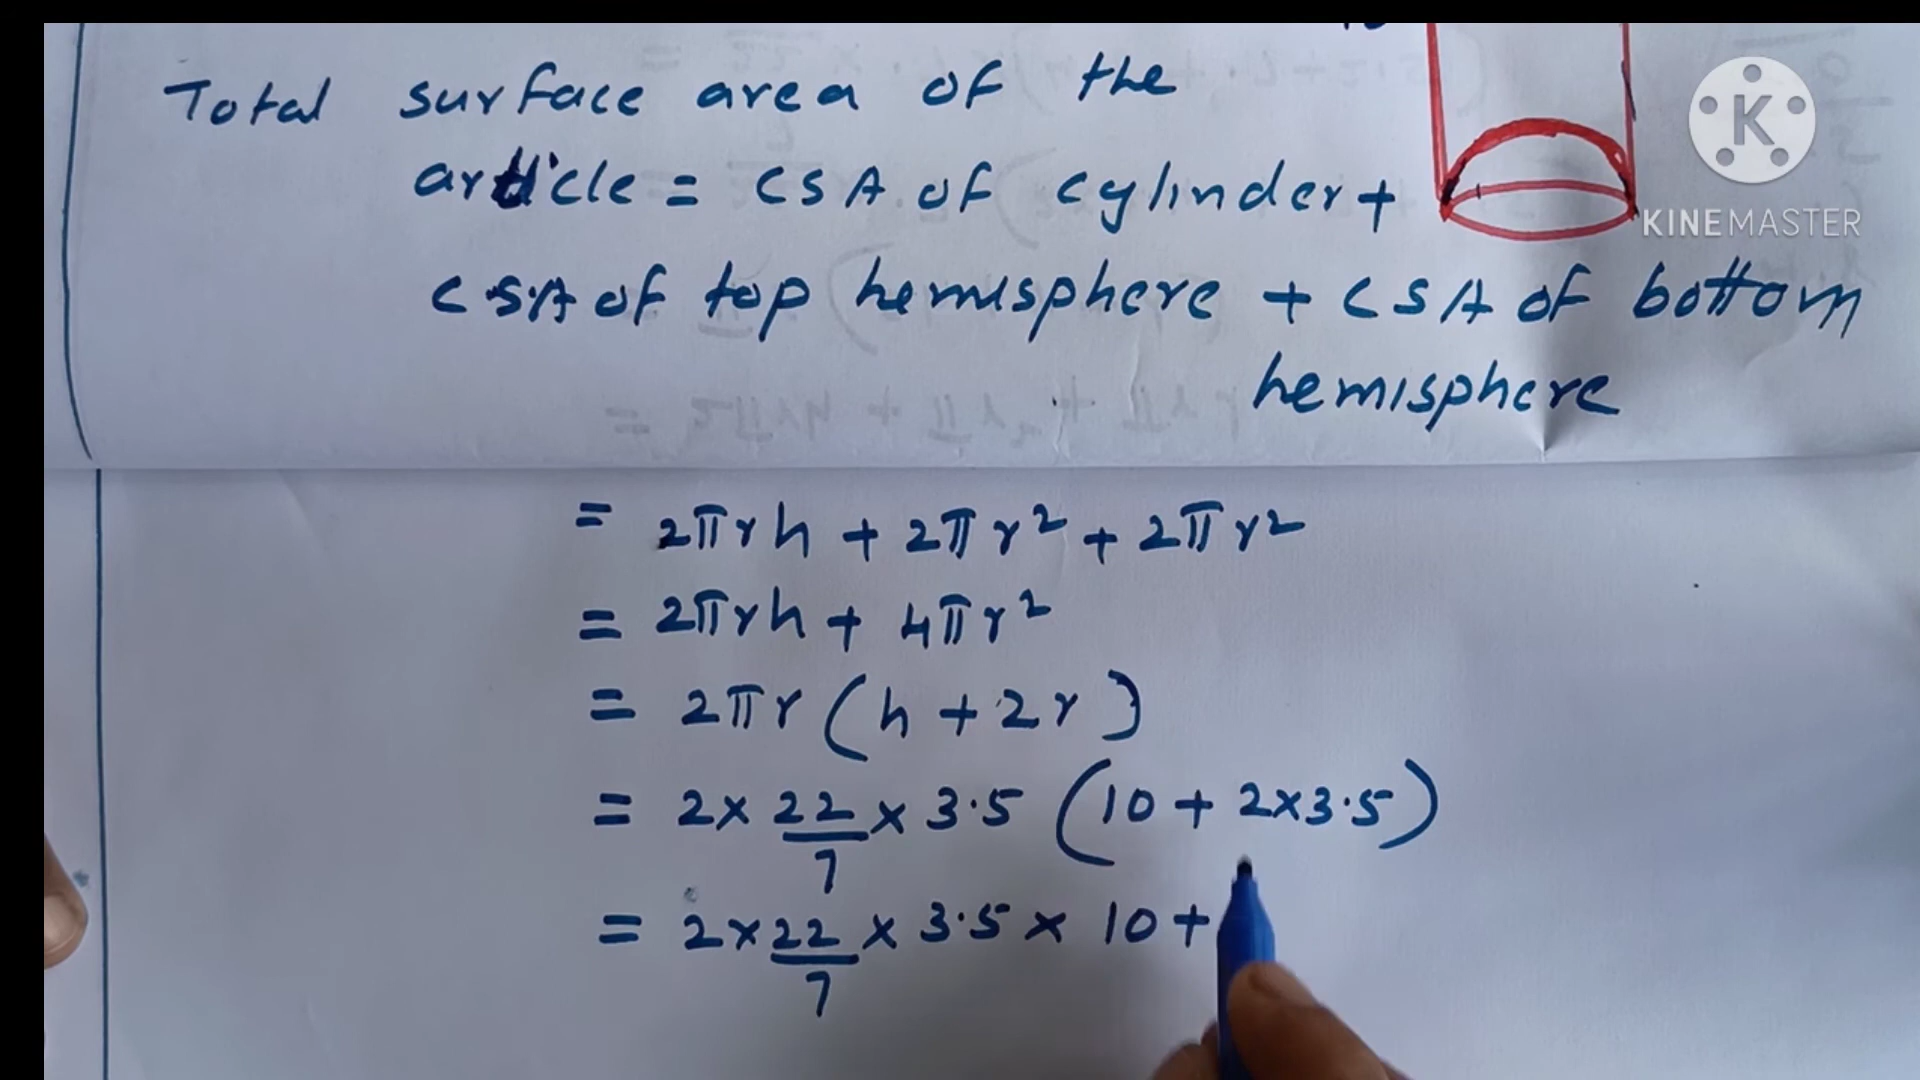 Total surface area of the
article = CSA of cylinder +
C.S.A of top hemisphere + CSA of bottom
hemisphere
= 2πrh + 2πr² + 2πr²
= 2πrh + 4πr²
= 2πr (h + 2r)
= 2 × 22/7 × 3.5 (10 + 2×3.5)
= 2 × 22/7 × 3.5 × 10 +
K
KINEMASTER